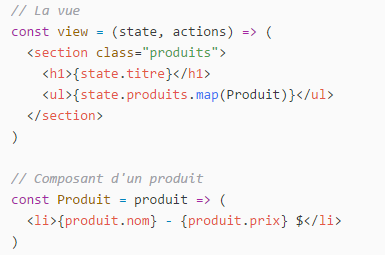 // La vue
const view = (state, actions) => (
  <section class="produits">
    <h1>{state.titre}</h1>
    <ul>{state.produits.map(Produit)}</ul>
  </section>
)

// Composant d'un produit
const Produit = produit => (
  <li>{produit.nom} - {produit.prix} $</li>
)